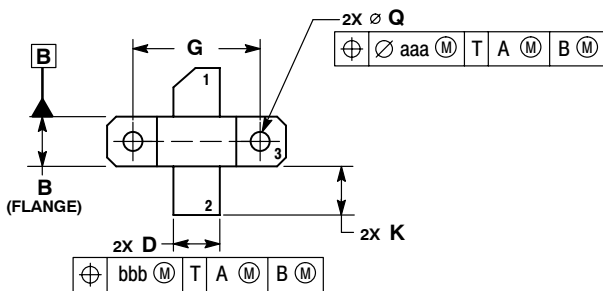 2X ⌀ Q
⌖ ⌀ aaa Ⓜ T A Ⓜ B Ⓜ
G
B
1
3
B
(FLANGE)
2
2X K
2X D
⌖ bbb Ⓜ T A Ⓜ B Ⓜ